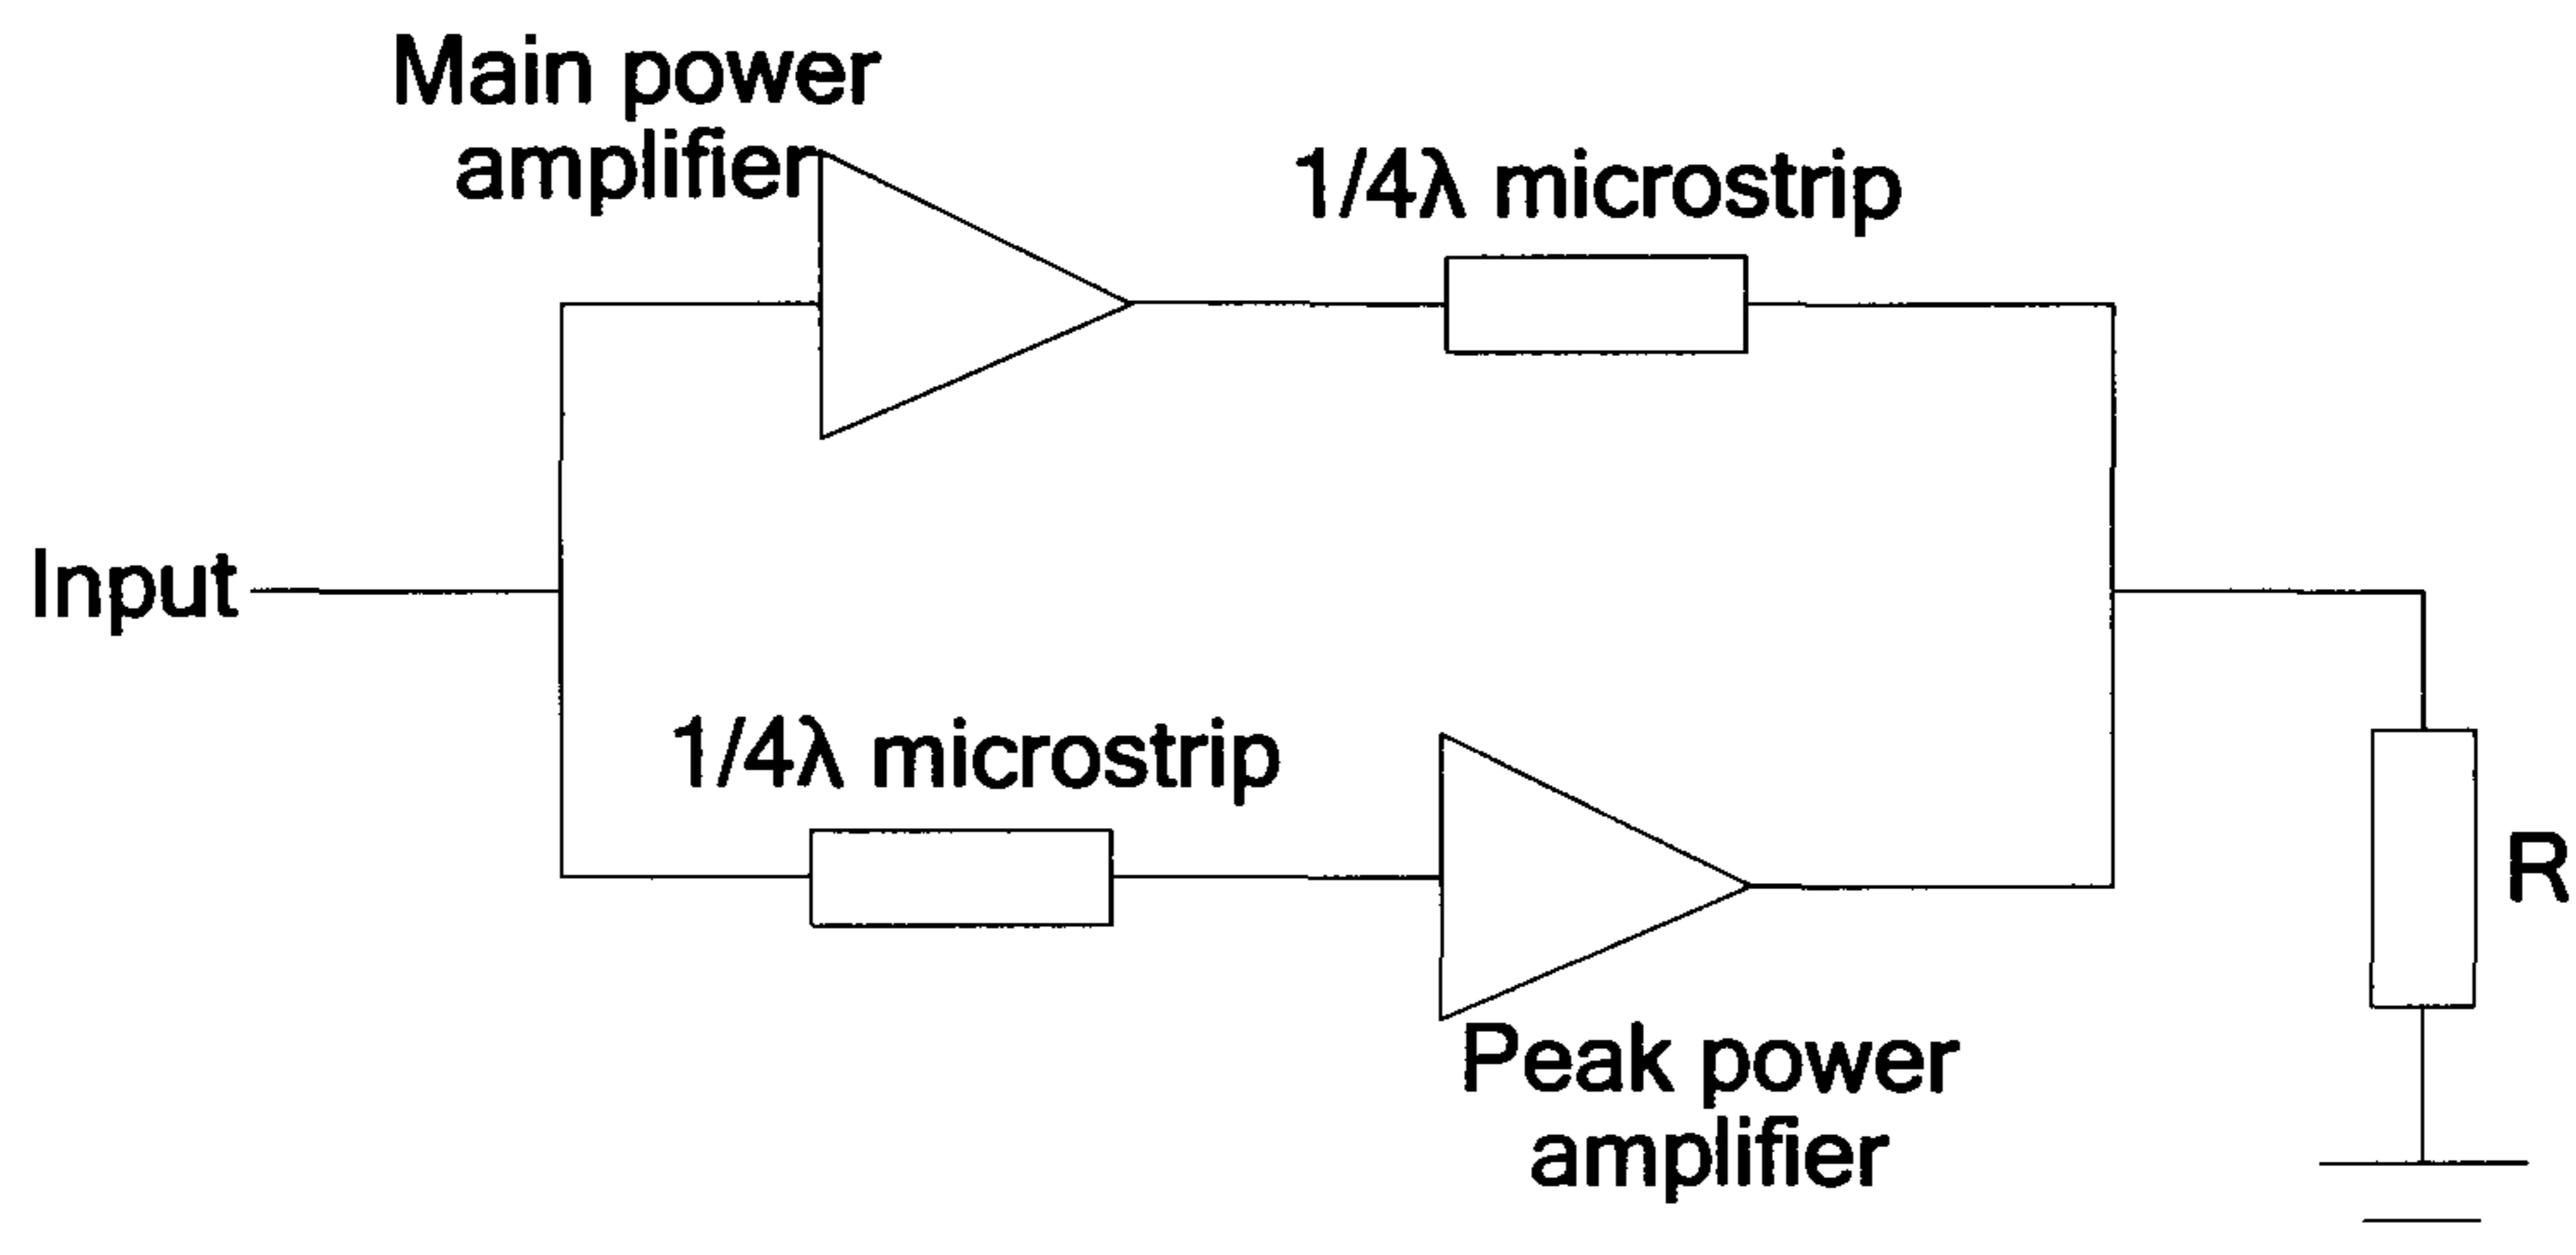 Main power
amplifier
1/4λ microstrip
Input
1/4λ microstrip
R
Peak power
amplifier